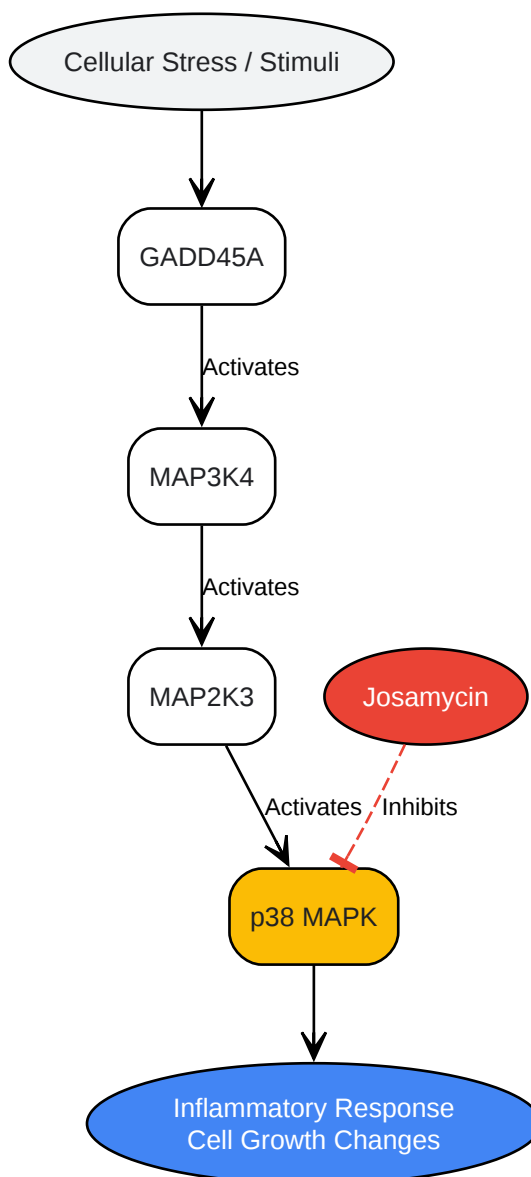 Cellular Stress / Stimuli
GADD45A
Activates
MAP3K4
Activates
MAP2K3
Josamycin
Activates
Inhibits
p38 MAPK
Inflammatory Response
Cell Growth Changes